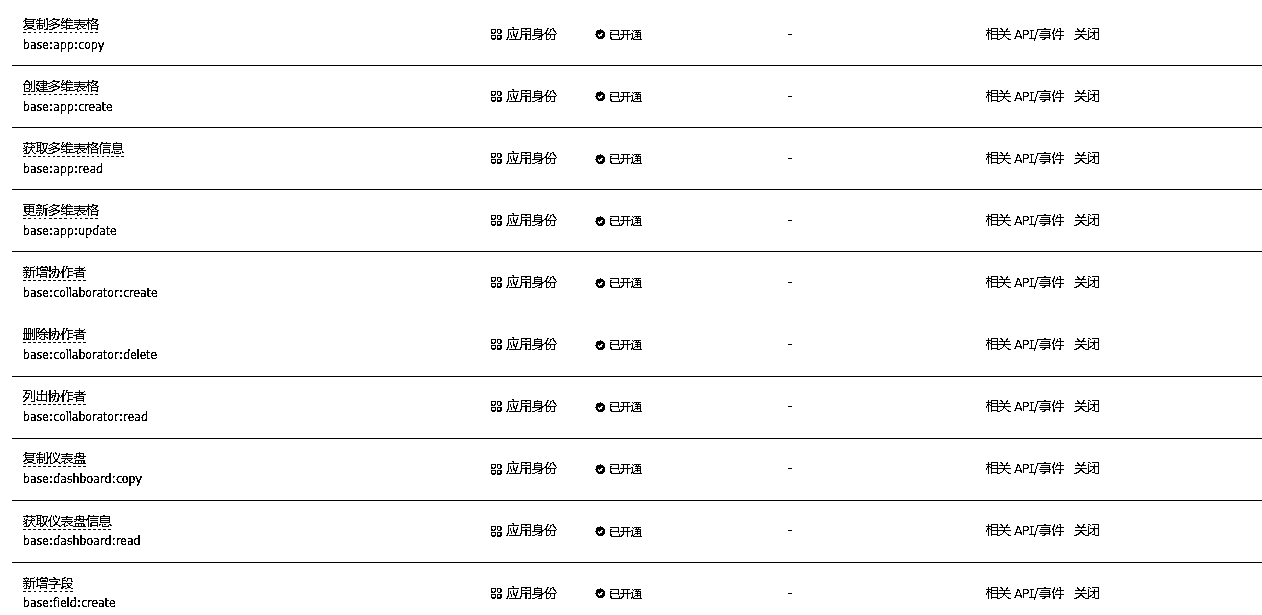 复制多维表格
base:app:copy
应用身份 已开通 - 相关 API/事件 关闭
创建多维表格
base:app:create
应用身份 已开通 - 相关 API/事件 关闭
获取多维表格信息
base:app:read
应用身份 已开通 - 相关 API/事件 关闭
更新多维表格
base:app:update
应用身份 已开通 - 相关 API/事件 关闭
新增协作者
base:collaborator:create
应用身份 已开通 - 相关 API/事件 关闭
删除协作者
base:collaborator:delete
应用身份 已开通 - 相关 API/事件 关闭
列出协作者
base:collaborator:read
应用身份 已开通 - 相关 API/事件 关闭
复制仪表盘
base:dashboard:copy
应用身份 已开通 - 相关 API/事件 关闭
获取仪表盘信息
base:dashboard:read
应用身份 已开通 - 相关 API/事件 关闭
新增字段
base:field:create
应用身份 已开通 - 相关 API/事件 关闭